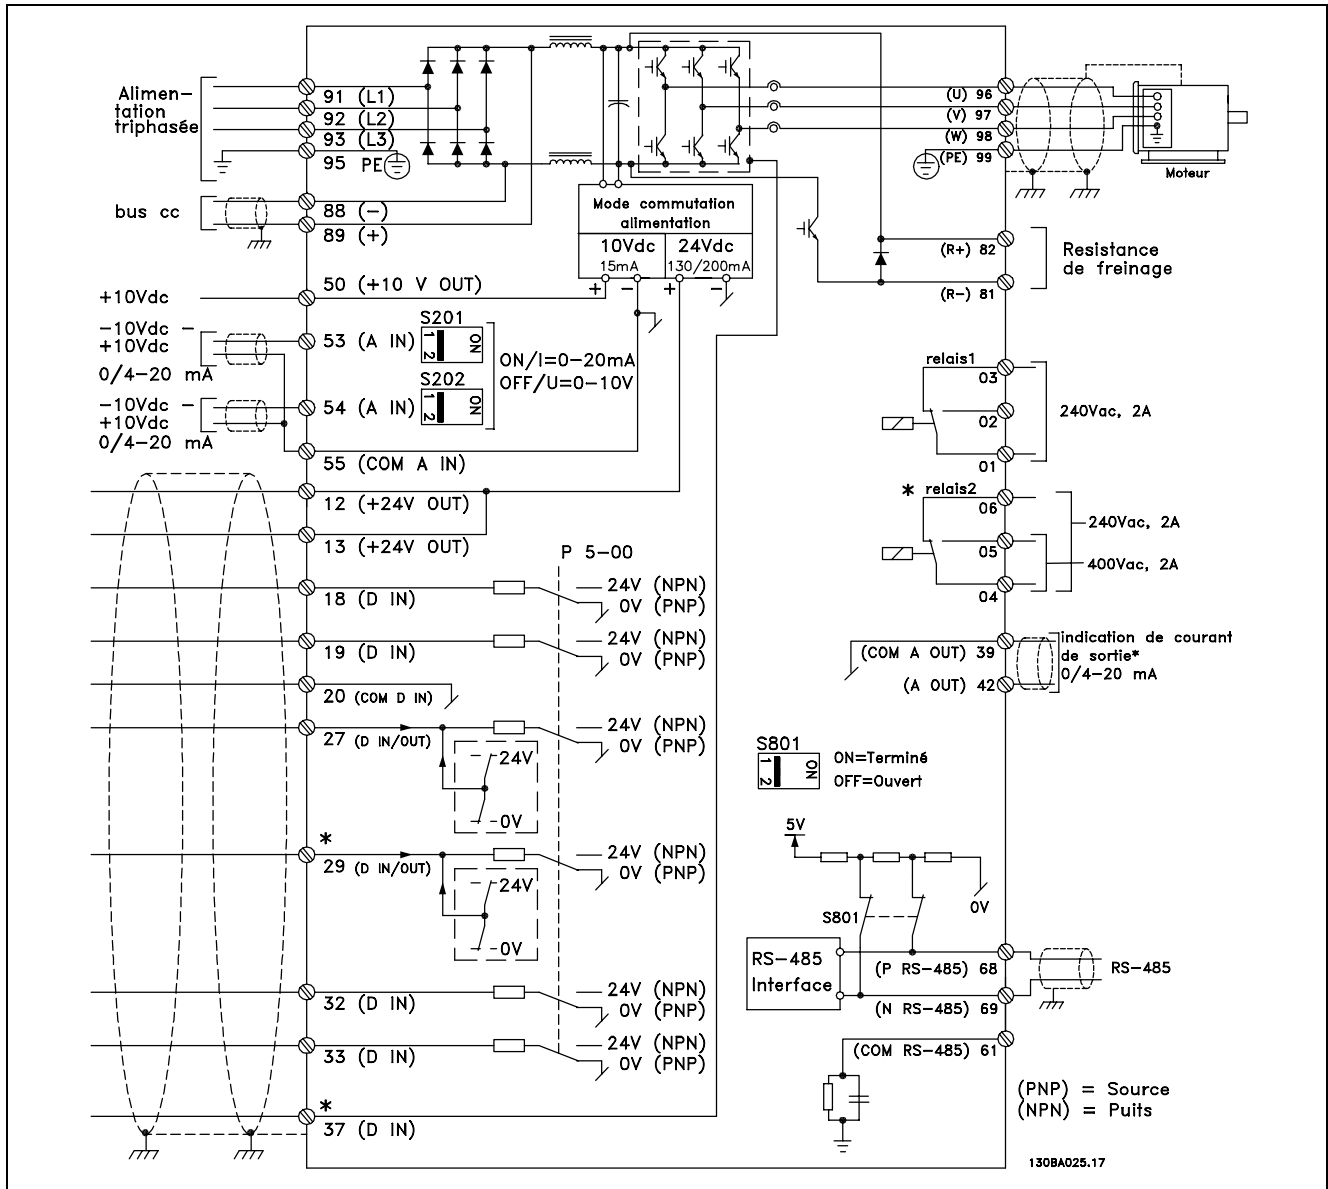 Alimen-
tation
triphasée
91 (L1)
92 (L2)
93 (L3)
95 PE
bus cc
88 (-)
89 (+)
Mode commutation
alimentation
10Vdc
15mA
24Vdc
130/200mA
+ - + -
(U) 96
(V) 97
(W) 98
(PE) 99
Moteur
(R+) 82
(R-) 81
Resistance
de freinage
+10Vdc
50 (+10 V OUT)
-10Vdc -
+10Vdc
0/4-20 mA
53 (A IN)
S201
1 2
ON
-10Vdc -
+10Vdc
0/4-20 mA
54 (A IN)
S202
1 2
ON
ON/I=0-20mA
OFF/U=0-10V
55 (COM A IN)
12 (+24V OUT)
13 (+24V OUT)
P 5-00
18 (D IN)
24V (NPN)
0V (PNP)
19 (D IN)
24V (NPN)
0V (PNP)
20 (COM D IN)
27 (D IN/OUT)
24V (NPN)
0V (PNP)
24V
0V
*
29 (D IN/OUT)
24V (NPN)
0V (PNP)
24V
0V
32 (D IN)
24V (NPN)
0V (PNP)
33 (D IN)
24V (NPN)
0V (PNP)
*
37 (D IN)
relais1
03
02
01
240Vac, 2A
* relais2
06
05
04
240Vac, 2A
400Vac, 2A
(COM A OUT) 39
(A OUT) 42
indication de courant
de sortie*
0/4-20 mA
S801
1 2
ON
ON=Terminé
OFF=Ouvert
5V
0V
S801
RS-485
Interface
(P RS-485) 68
(N RS-485) 69
RS-485
(COM RS-485) 61
(PNP) = Source
(NPN) = Puits
130BA025.17